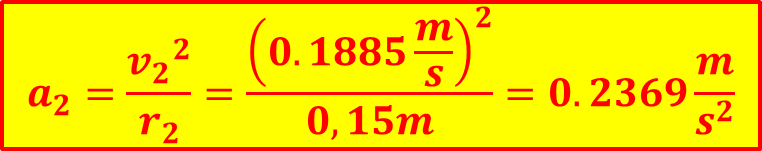 a₂ = v₂²/r₂ = (0.1885 m/s)²/0,15m = 0.2369 m/s²